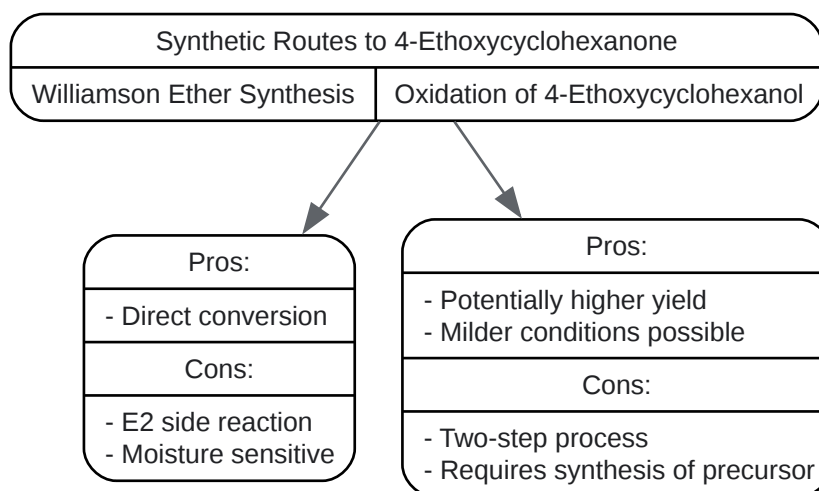 Synthetic Routes to 4-Ethoxycyclohexanone
Williamson Ether Synthesis
Oxidation of 4-Ethoxycyclohexanol
Pros:
- Direct conversion
Cons:
- E2 side reaction
- Moisture sensitive
Pros:
- Potentially higher yield
- Milder conditions possible
Cons:
- Two-step process
- Requires synthesis of precursor